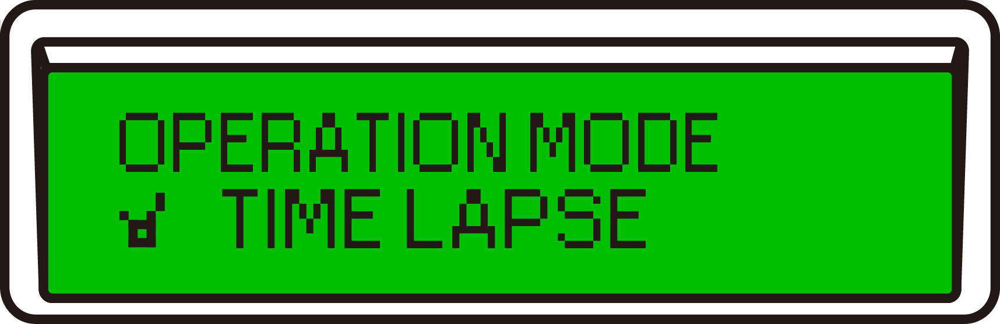 OPERATION MODE
✓ TIME LAPSE